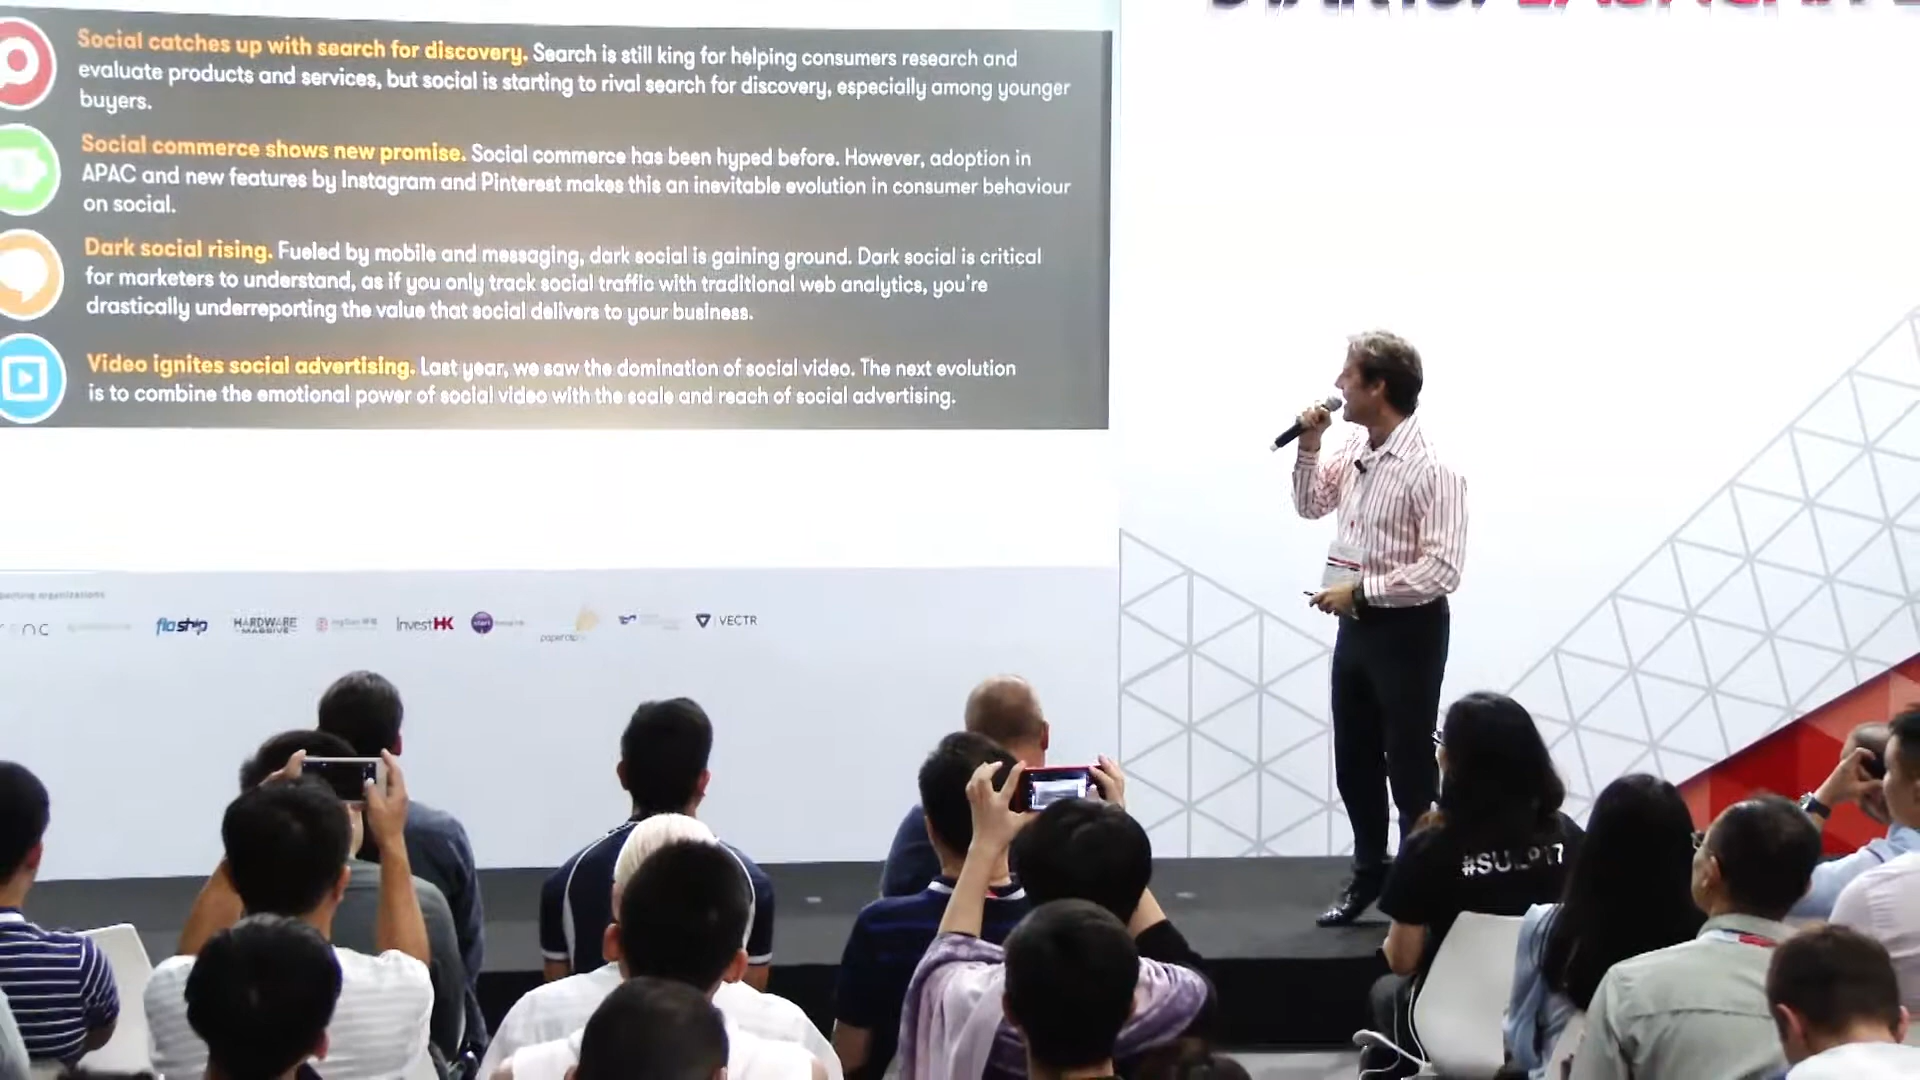 Social catches up with search for discovery. Search is still king for helping consumers research and
evaluate products and services, but social is starting to rival search for discovery, especially among younger
buyers.
Social commerce shows new promise. Social commerce has been hyped before. However, adoption in
APAC and new features by Instagram and Pinterest makes this an inevitable evolution in consumer behaviour
on social.
Dark social rising. Fueled by mobile and messaging, dark social is gaining ground. Dark social is critical
for marketers to understand, as if you only track social traffic with traditional web analytics, you're
drastically underreporting the value that social delivers to your business.
Video ignites social advertising. Last year, we saw the domination of social video. The next evolution
is to combine the emotional power of social video with the scale and reach of social advertising.
organizations
flagship
HARDWARE
MASSIVE
InvestHK
VECTR